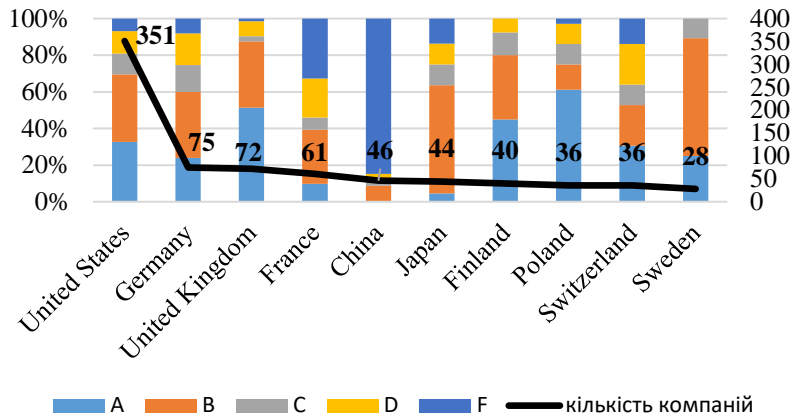 100% 400
350
80% 300
60% 250
200
40% 150
20% 100
50
0% 0
351 75 72 61 46 44 40 36 36 28
United States
Germany
United Kingdom
France
China
Japan
Finland
Poland
Switzerland
Sweden
A B C D F кількість компаній